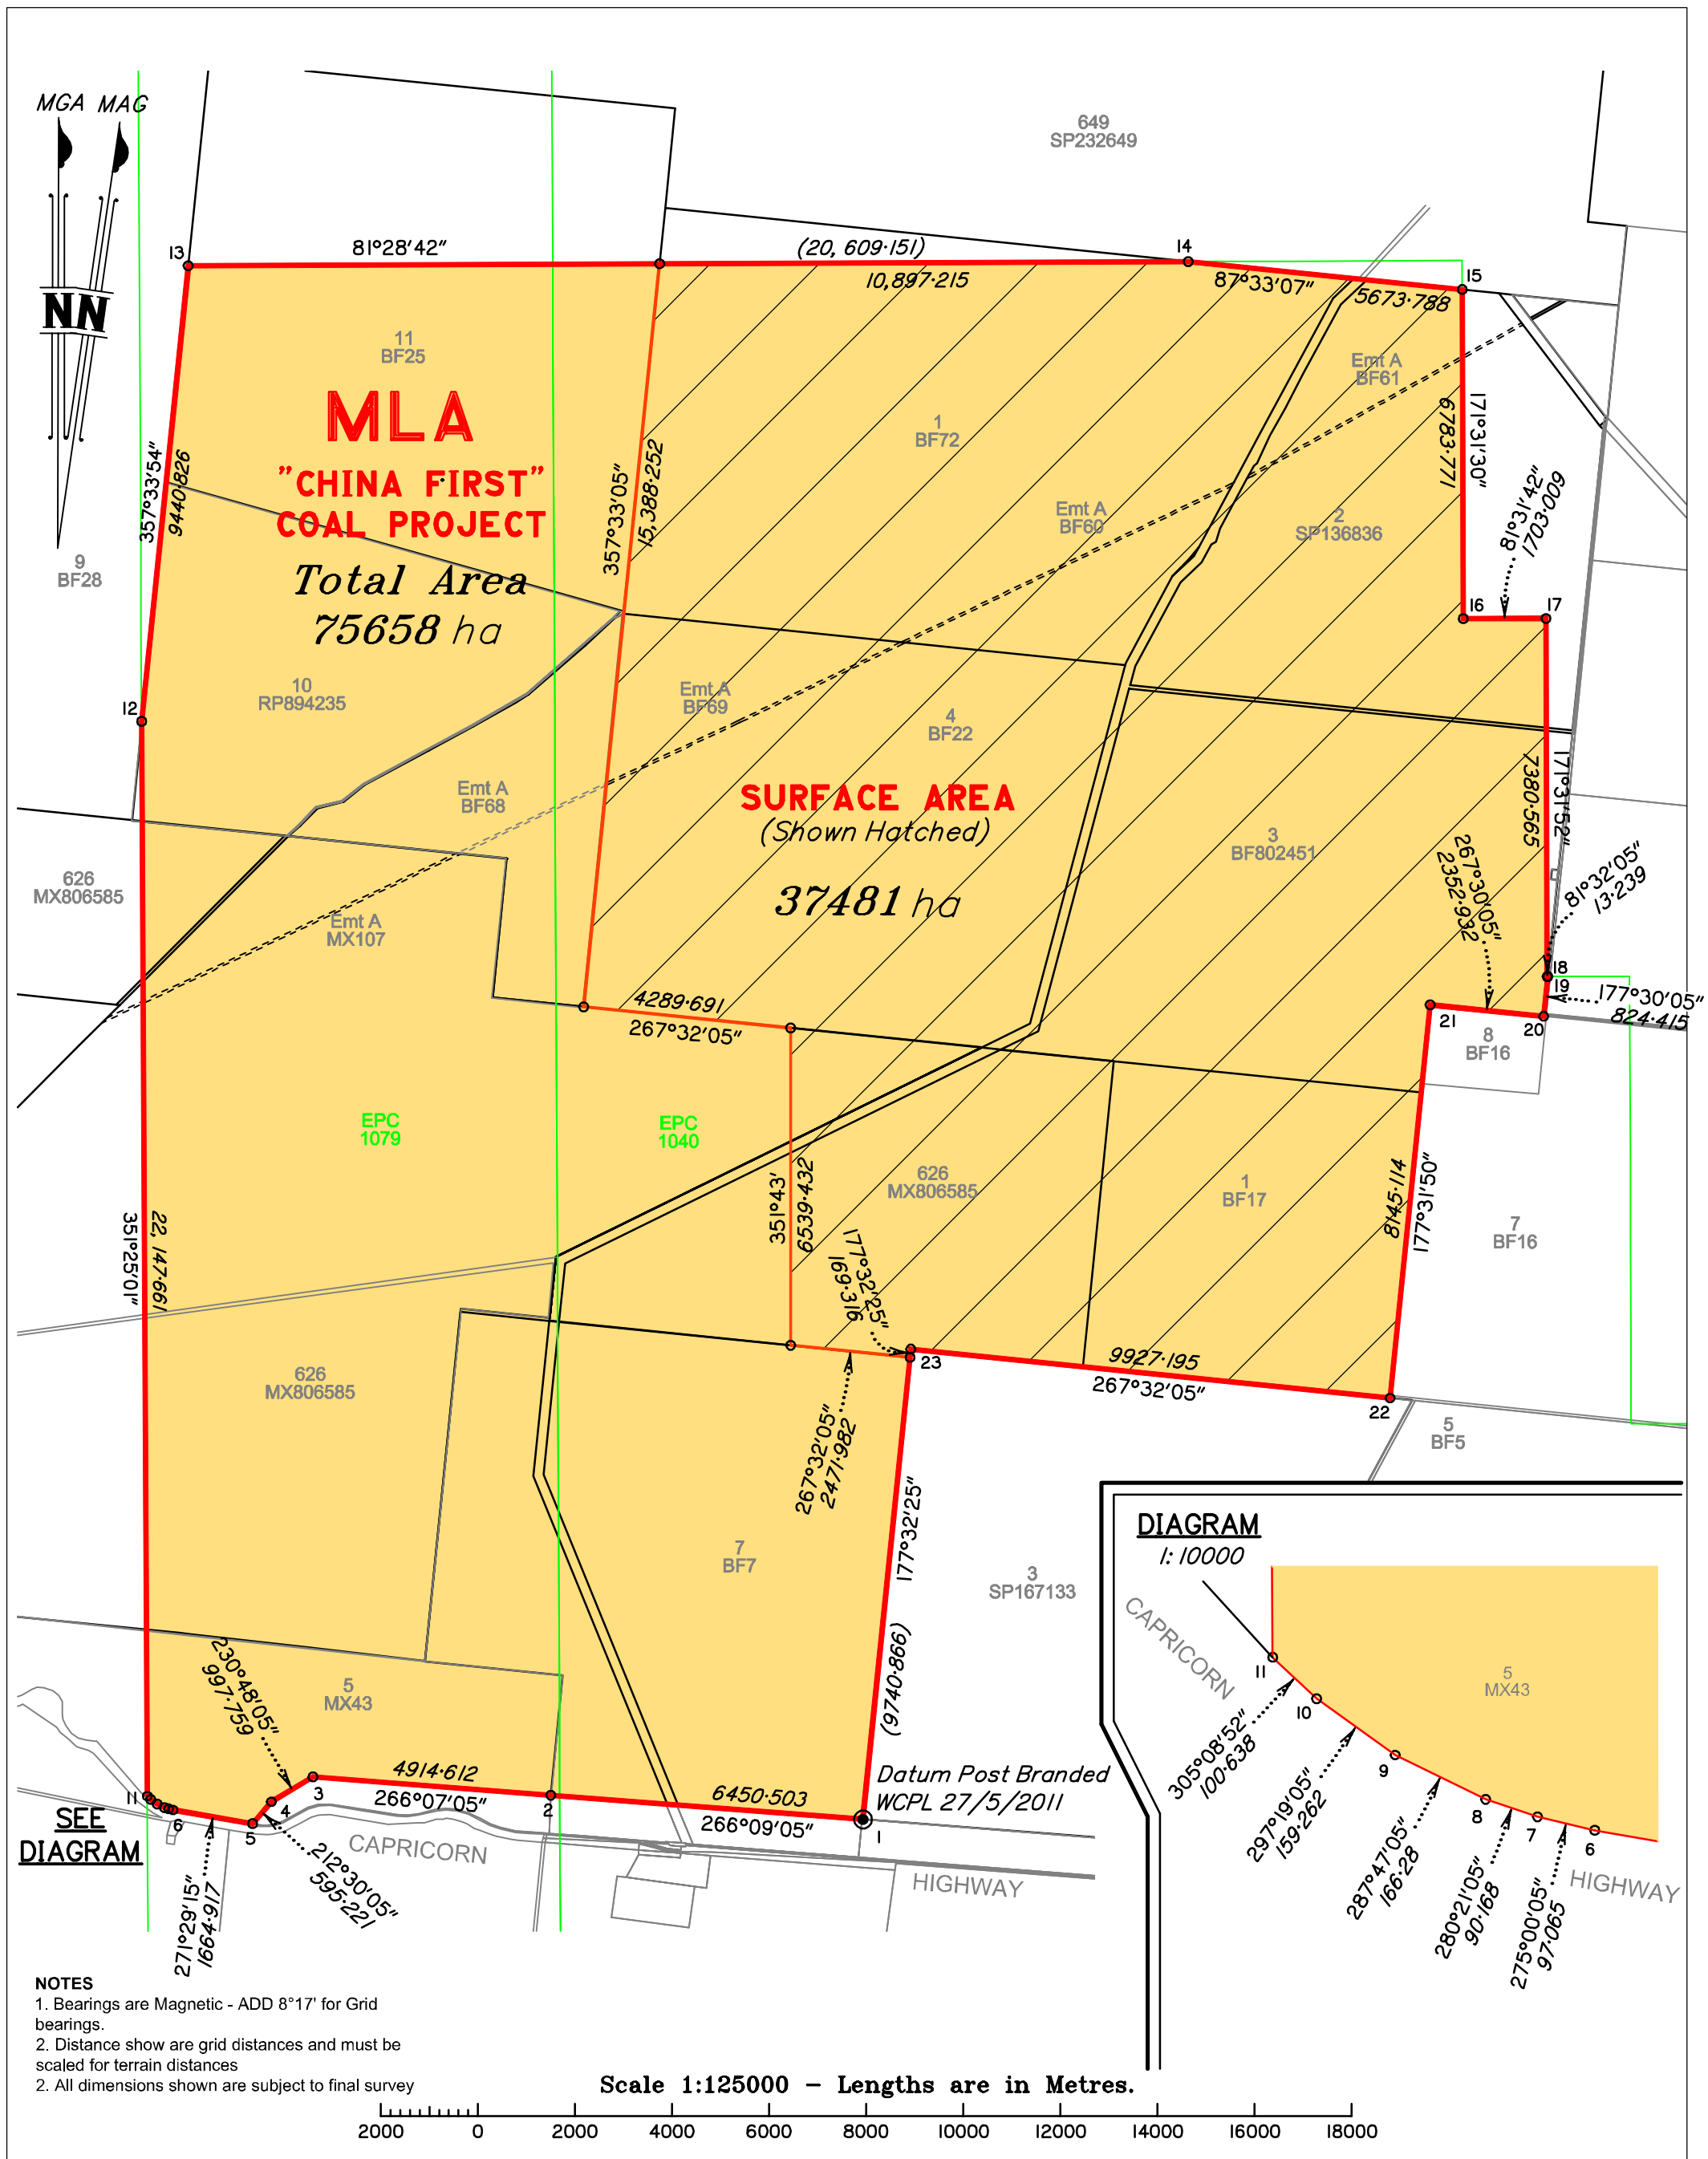 MGA MAG
NN
649
SP232649
13
81°28'42"
(20, 609·151)
14
10,897·215
87°33'07"
15
5673·788
11
BF25
MLA
"CHINA FIRST"
COAL PROJECT
Total Area
75658 ha
357°33'54"
9440·826
357°33'05"
15,388·252
1
BF72
Emt A
BF61
Emt A
BF60
2
SP136836
6783·771
171°31'30"
81°31'42"
1703·009
16
17
9
BF28
12
10
RP894235
Emt A
BF69
4
BF22
Emt A
BF68
SURFACE AREA
(Shown Hatched)
37481 ha
3
BF802451
7380·565
171°31'52"
267°30'05"
2352·932
81°32'05"
13·239
626
MX806585
Emt A
MX107
18
19
177°30'05"
824·415
20
21
8
BF16
4289·691
267°32'05"
EPC
1079
EPC
1040
626
MX806585
1
BF17
7
BF16
351°43'
6539·432
8145·114
177°31'50"
22, 147·661
351°25'01"
177°32'25"
169·316
23
9927·195
267°32'05"
22
5
BF5
626
MX806585
267°32'05"
2471·982
177°32'25"
(9740·866)
7
BF7
3
SP167133
5
MX43
230°48'05"
997·759
4914·612
266°07'05"
6450·503
266°09'05"
Datum Post Branded
WCPL 27/5/2011
1
2
3
4
5
6
11
SEE
DIAGRAM
CAPRICORN
HIGHWAY
271°29'15"
1664·917
212°30'05"
595·221
DIAGRAM
1: 10000
CAPRICORN
5
MX43
11
10
9
8
7
6
305°08'52"
100·638
297°19'05"
159·262
287°47'05"
166·28
280°21'05"
90·168
275°00'05"
97·065
HIGHWAY
NOTES
1. Bearings are Magnetic - ADD 8°17' for Grid
bearings.
2. Distance show are grid distances and must be
scaled for terrain distances
2. All dimensions shown are subject to final survey
Scale 1:125000 – Lengths are in Metres.
2000 0 2000 4000 6000 8000 10000 12000 14000 16000 18000